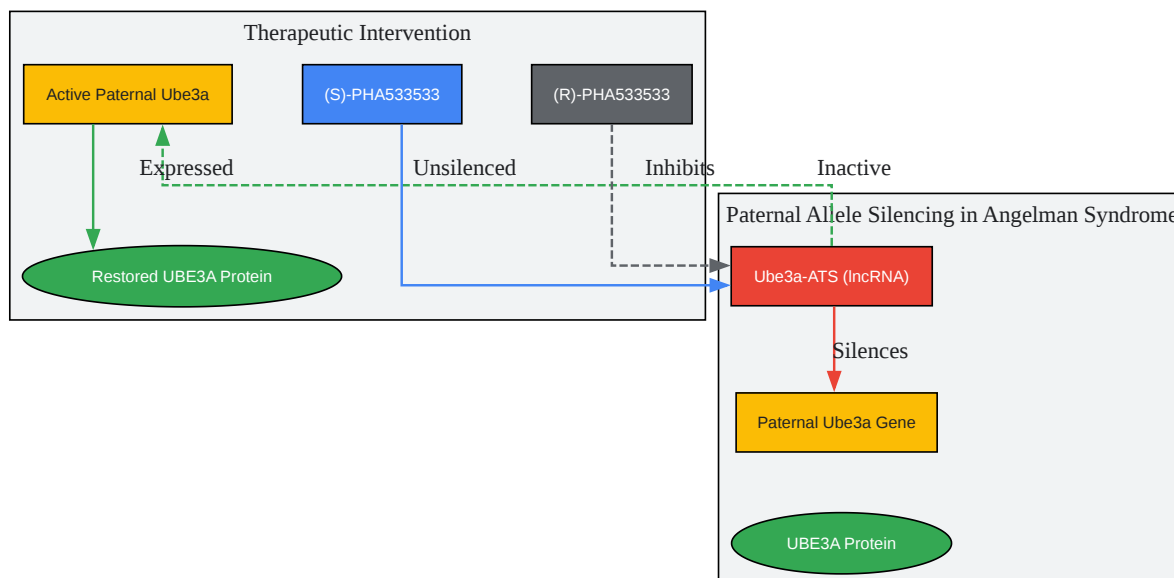 Therapeutic Intervention
Active Paternal Ube3a
(S)-PHA533533
(R)-PHA533533
Expressed
Unsilenced
Inhibits
Inactive
Paternal Allele Silencing in Angelman Syndrome
Restored UBE3A Protein
Ube3a-ATS (lncRNA)
Silences
Paternal Ube3a Gene
UBE3A Protein